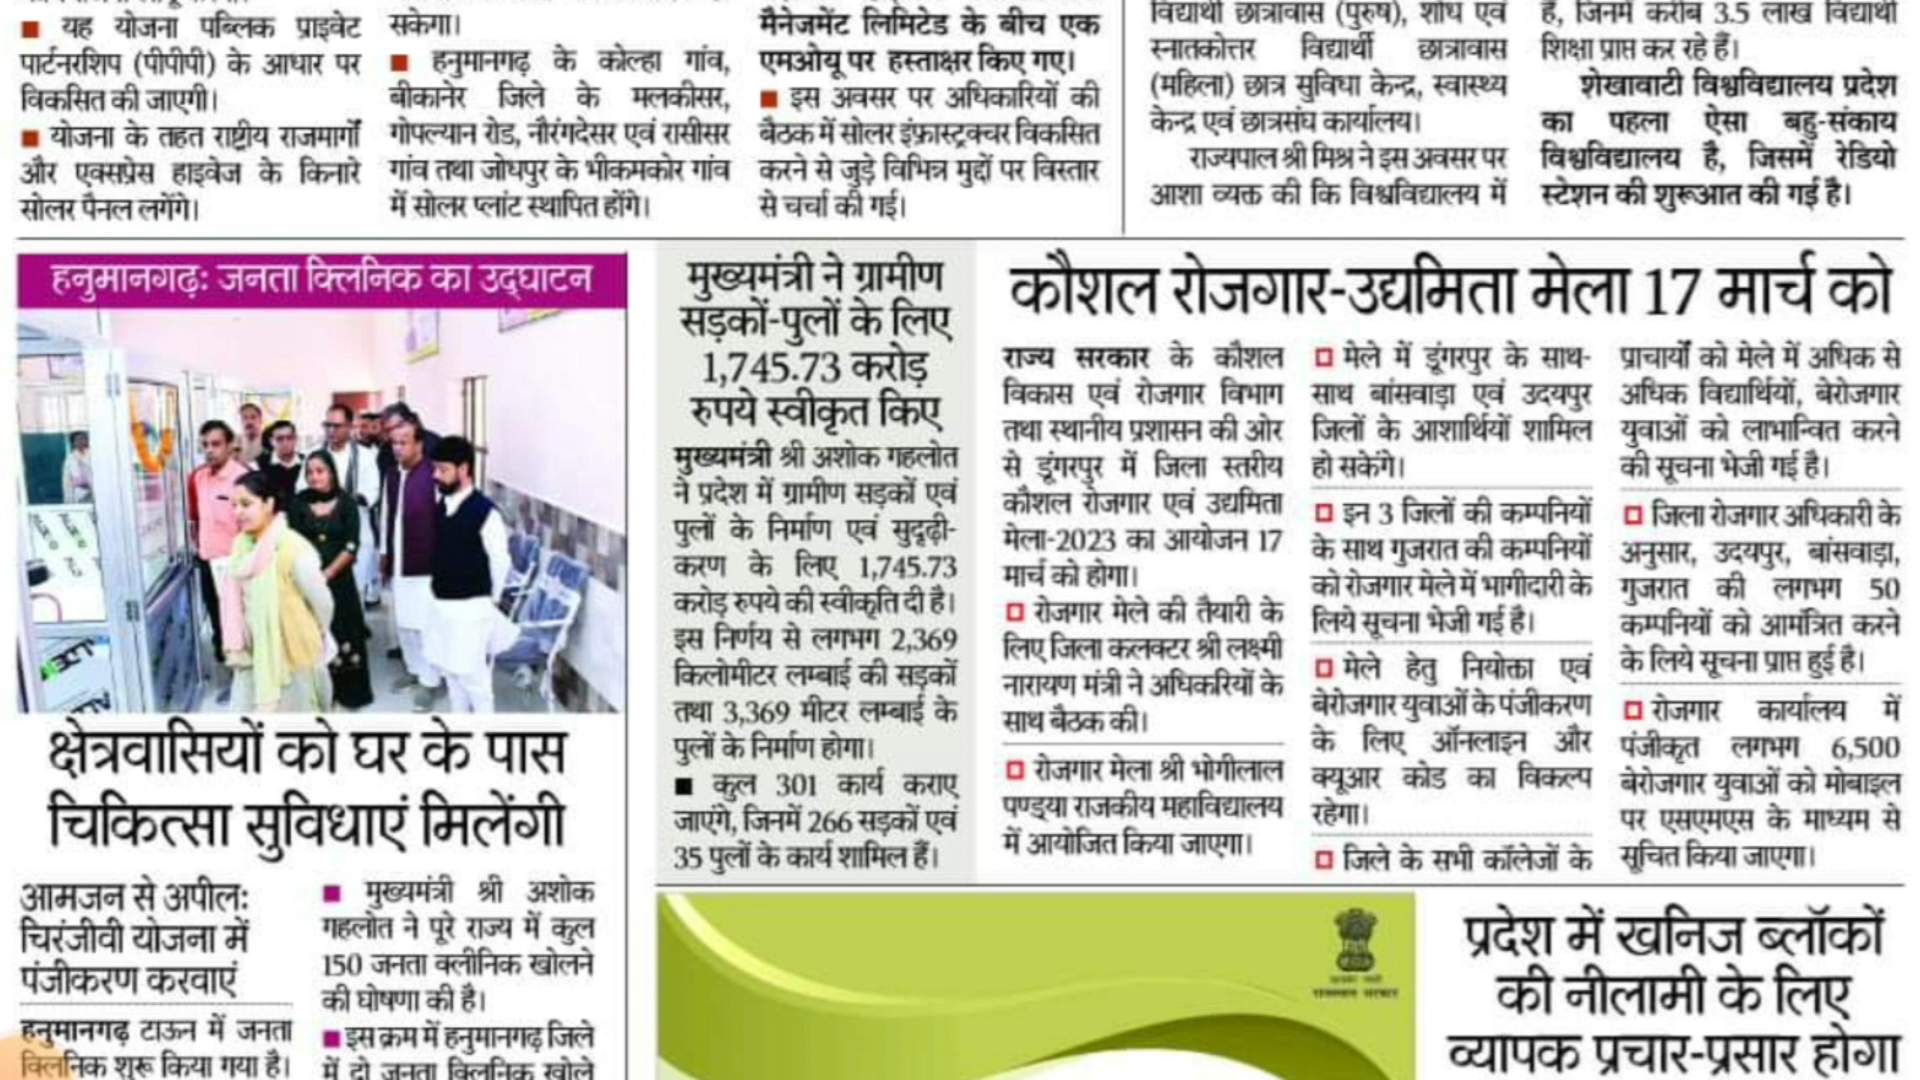 यह योजना पब्लिक प्राइवेट
पार्टनरशिप (पीपीपी) के आधार पर
विकसित की जाएगी।
योजना के तहत राष्ट्रीय राजमार्गों
और एक्सप्रेस हाइवेज के किनारे
सोलर पैनल लगेंगे।
सकेगा।
हनुमानगढ़ के कोल्हा गांव,
बीकानेर जिले के मलकीसर,
गोपल्यान रोड, नौरंगदेसर एवं रासीसर
गांव तथा जोधपुर के भीकमकोर गांव
में सोलर प्लांट स्थापित होंगे।
मैनेजमेंट लिमिटेड के बीच एक
एमओयू पर हस्ताक्षर किए गए।
इस अवसर पर अधिकारियों की
बैठक में सोलर इंफ्रास्ट्रक्चर विकसित
करने से जुड़े विभिन्न मुद्दों पर विस्तार
से चर्चा की गई।
विद्यार्थी छात्रावास (पुरुष), शोध एवं
स्नातकोत्तर विद्यार्थी छात्रावास
(महिला) छात्र सुविधा केन्द्र, स्वास्थ्य
केन्द्र एवं छात्रसंघ कार्यालय।
राज्यपाल श्री मिश्र ने इस अवसर पर
आशा व्यक्त की कि विश्वविद्यालय में
हैं, जिनमें करीब 3.5 लाख विद्यार्थी
शिक्षा प्राप्त कर रहे हैं।
शेखावाटी विश्वविद्यालय प्रदेश
का पहला ऐसा बहु-संकाय
विश्वविद्यालय है, जिसमें रेडियो
स्टेशन की शुरूआत की गई है।
हनुमानगढ़: जनता क्लिनिक का उद्घाटन
क्षेत्रवासियों को घर के पास
चिकित्सा सुविधाएं मिलेंगी
आमजन से अपील:
चिरंजीवी योजना में
पंजीकरण करवाएं
हनुमानगढ़ टाऊन में जनता
क्लिनिक शुरू किया गया है।
मुख्यमंत्री श्री अशोक
गहलोत ने पूरे राज्य में कुल
150 जनता क्लीनिक खोलने
की घोषणा की है।
इस क्रम में हनुमानगढ़ जिले
में दो जनता क्लिनिक खोले
मुख्यमंत्री ने ग्रामीण
सड़कों-पुलों के लिए
1,745.73 करोड़
रुपये स्वीकृत किए
मुख्यमंत्री श्री अशोक गहलोत
ने प्रदेश में ग्रामीण सड़कों एवं
पुलों के निर्माण एवं सुदृढ़ी-
करण के लिए 1,745.73
करोड़ रुपये की स्वीकृति दी है।
इस निर्णय से लगभग 2,369
किलोमीटर लम्बाई की सड़कों
तथा 3,369 मीटर लम्बाई के
पुलों के निर्माण होगा।
कुल 301 कार्य कराए
जाएंगे, जिनमें 266 सड़कों एवं
35 पुलों के कार्य शामिल हैं।
कौशल रोजगार-उद्यमिता मेला 17 मार्च को
राज्य सरकार के कौशल
विकास एवं रोजगार विभाग
तथा स्थानीय प्रशासन की ओर
से डूंगरपुर में जिला स्तरीय
कौशल रोजगार एवं उद्यमिता
मेला-2023 का आयोजन 17
मार्च को होगा।
रोजगार मेले की तैयारी के
लिए जिला कलक्टर श्री लक्ष्मी
नारायण मंत्री ने अधिकरियों के
साथ बैठक की।
रोजगार मेला श्री भोगीलाल
पण्ड्या राजकीय महाविद्यालय
में आयोजित किया जाएगा।
मेले में डूंगरपुर के साथ-
साथ बांसवाड़ा एवं उदयपुर
जिलों के आशार्थियों शामिल
हो सकेंगे।
इन 3 जिलों की कम्पनियों
के साथ गुजरात की कम्पनियों
को रोजगार मेले में भागीदारी के
लिये सूचना भेजी गई है।
मेले हेतु नियोक्ता एवं
बेरोजगार युवाओं के पंजीकरण
के लिए ऑनलाइन और
क्यूआर कोड का विकल्प
रहेगा।
जिले के सभी कॉलेजों के
प्राचार्यों को मेले में अधिक से
अधिक विद्यार्थियों, बेरोजगार
युवाओं को लाभान्वित करने
की सूचना भेजी गई है।
जिला रोजगार अधिकारी के
अनुसार, उदयपुर, बांसवाड़ा,
गुजरात की लगभग 50
कम्पनियों को आमंत्रित करने
के लिये सूचना प्राप्त हुई है।
रोजगार कार्यालय में
पंजीकृत लगभग 6,500
बेरोजगार युवाओं को मोबाइल
पर एसएमएस के माध्यम से
सूचित किया जाएगा।
राजस्थान सरकार
प्रदेश में खनिज ब्लॉकों
की नीलामी के लिए
व्यापक प्रचार-प्रसार होगा